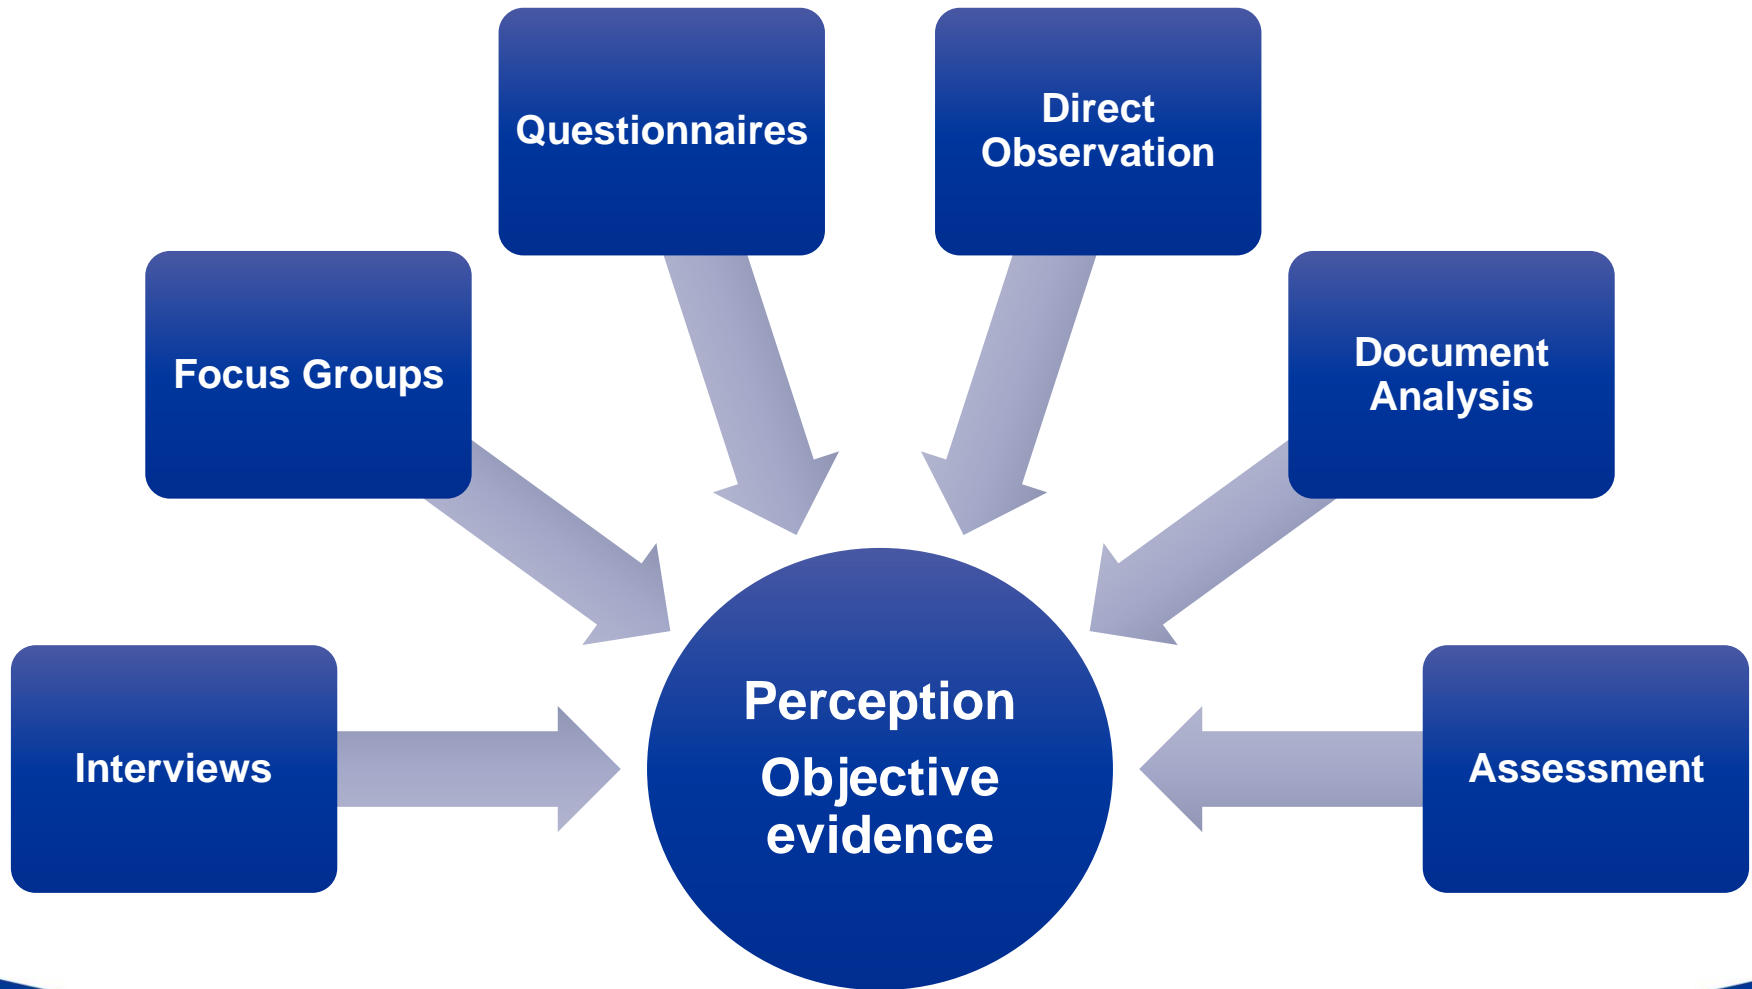 Questionnaires
Direct
Observation
Focus Groups
Document
Analysis
Interviews
Perception
Objective
evidence
Assessment